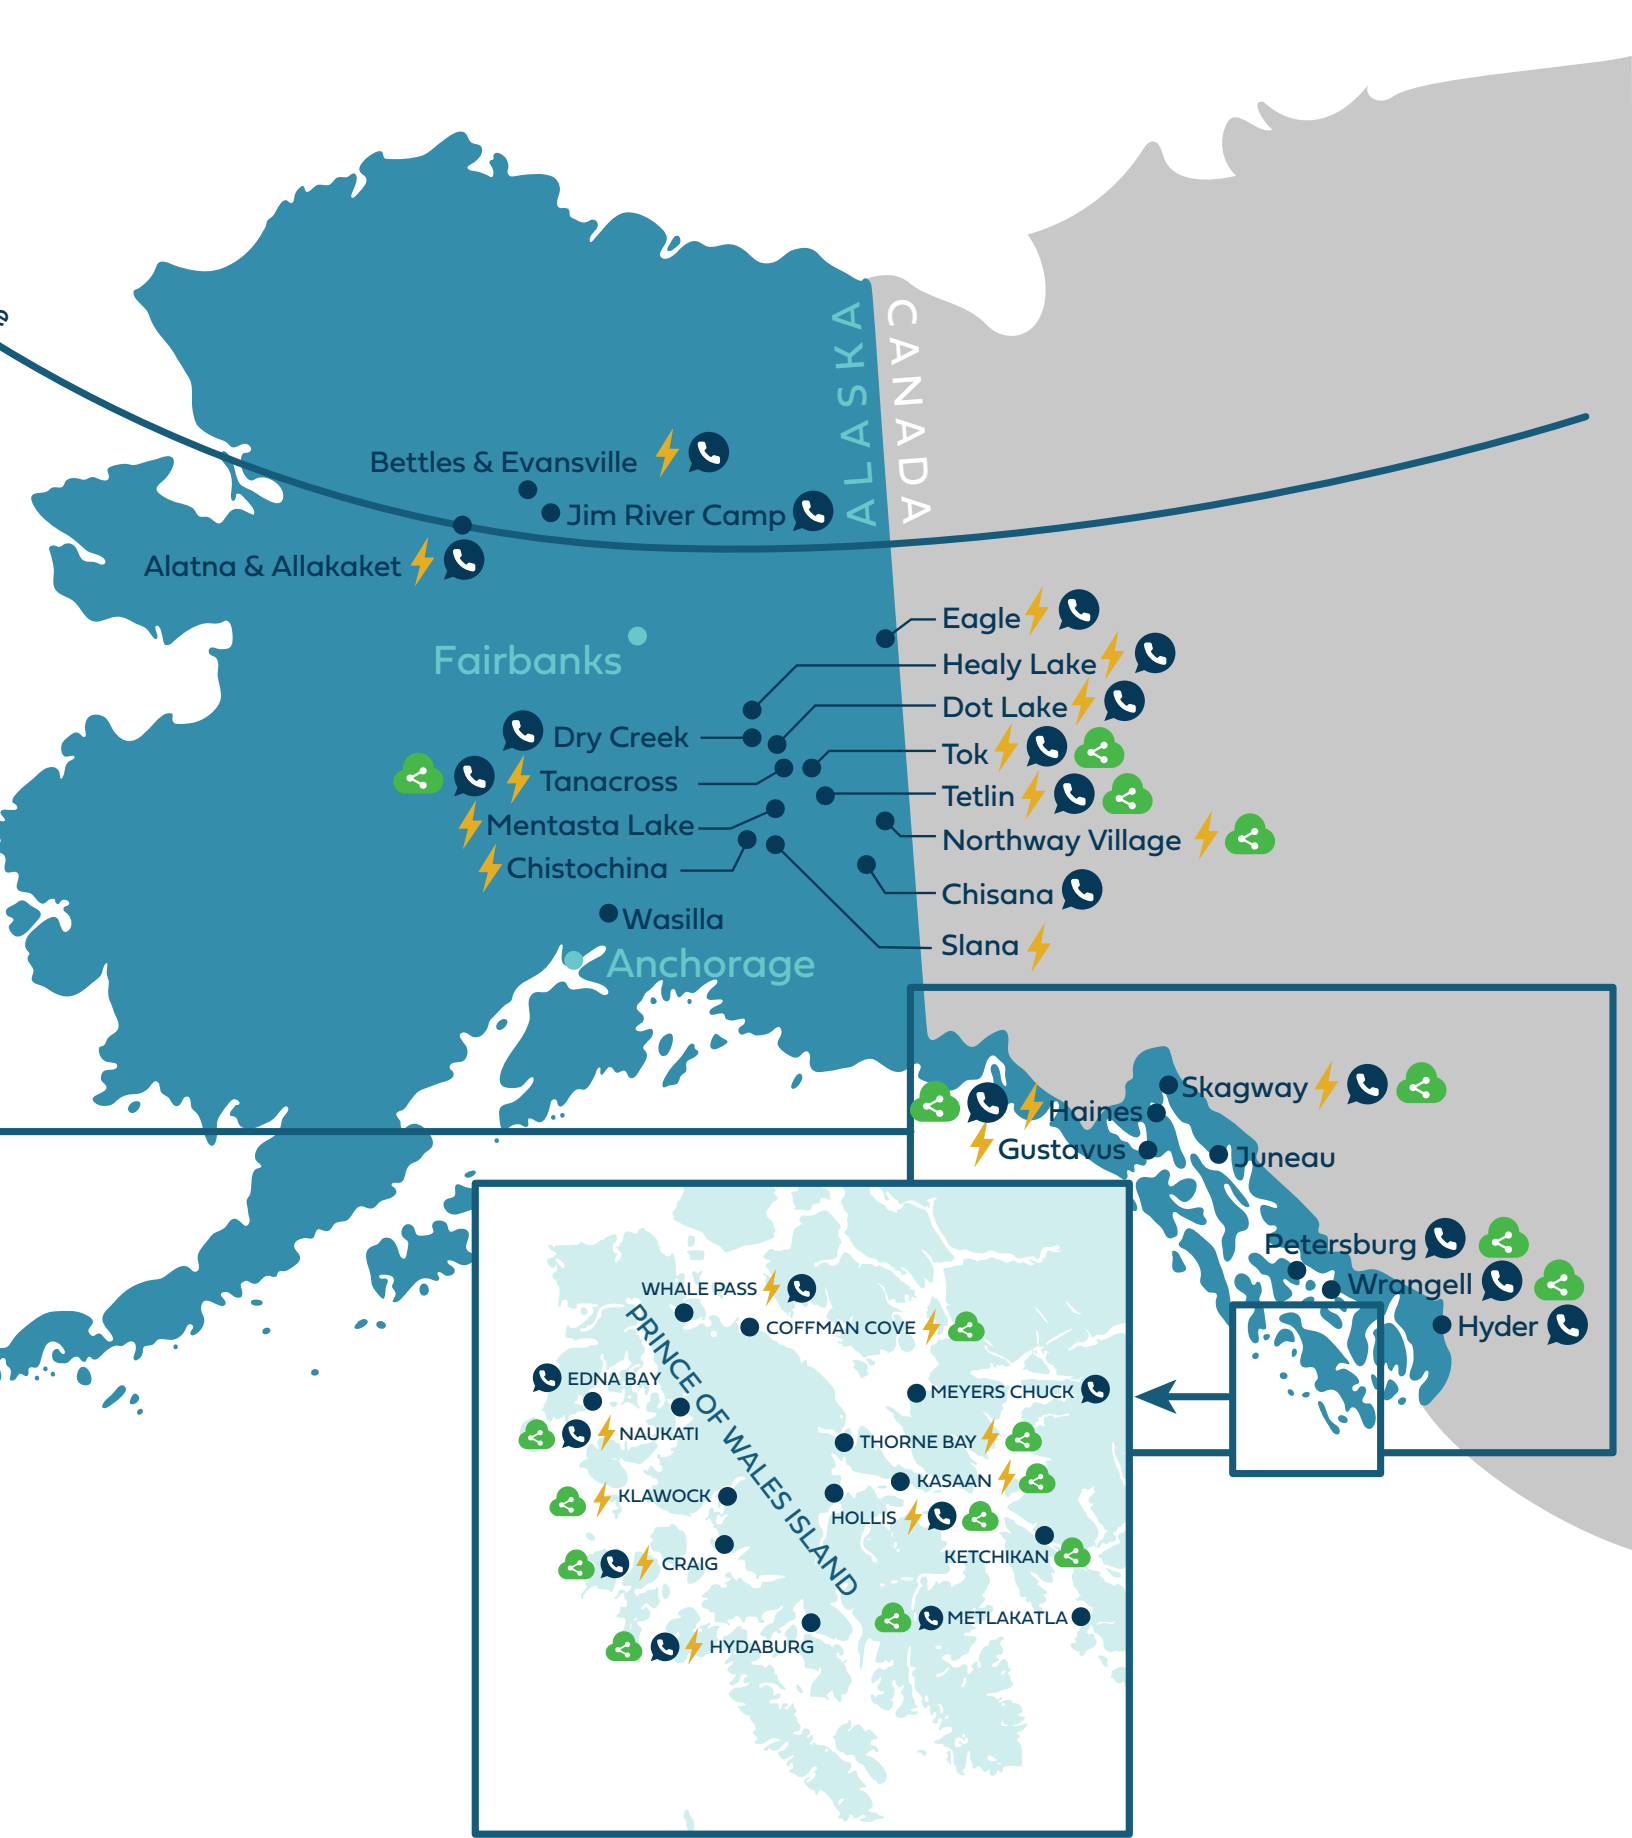 ALASKA
CANADA
Bettles & Evansville
Jim River Camp
Alatna & Allakaket
Eagle
Fairbanks
Healy Lake
Dot Lake
Dry Creek
Tok
Tanacross
Tetlin
Mentasta Lake
Northway Village
Chistochina
Chisana
Wasilla
Slana
Anchorage
Skagway
Haines
Gustavus
Juneau
Petersburg
Wrangell
Hyder
WHALE PASS
COFFMAN COVE
PRINCE OF WALES ISLAND
EDNA BAY
MEYERS CHUCK
NAUKATI
THORNE BAY
KASAAN
KLAWOCK
HOLLIS
KETCHIKAN
CRAIG
METLAKATLA
HYDABURG